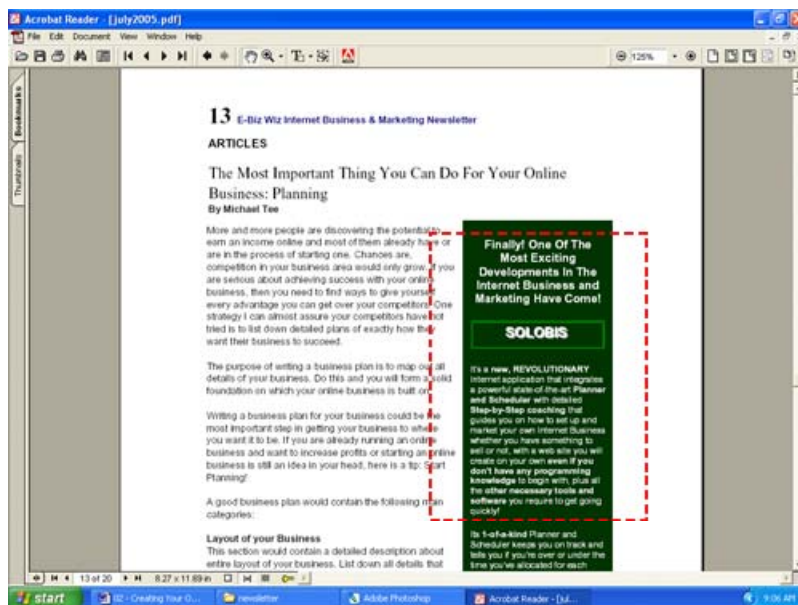 Acrobat Reader - [july2005.pdf]
File Edit Document View Window Help
125%
Bookmarks
Thumbnails
13 E-Biz Wiz Internet Business & Marketing Newsletter
ARTICLES
The Most Important Thing You Can Do For Your Online
Business: Planning
By Michael Tee
More and more people are discovering the potential to
earn an income online and most of them already have or
are in the process of starting one. Chances are,
competition in your business area would only grow. If you
are serious about achieving success with your online
business, then you need to find ways to give yourself
every advantage you can get over your competitors. One
strategy I can almost assure your competitors have not
tried is to list down detailed plans of exactly how they
want their business to succeed.
The purpose of writing a business plan is to map out all
details of your business. Do this and you will form a solid
foundation on which your online business is built on.
Writing a business plan for your business could be the
most important step in getting your business to where
you want it to be. If you are already running an online
business and want to increase profits or starting an online
business is still an idea in your head, here is a tip: Start
Planning!
A good business plan would contain the following main
categories:
Layout of your Business
This section would contain a detailed description about
entire layout of your business. List down all details that
Finally! One Of The
Most Exciting
Developments In The
Internet Business and
Marketing Have Come!
SOLOBIS
It's a new, REVOLUTIONARY
Internet application that integrates
a powerful state-of-the-art Planner
and Scheduler with detailed
Step-by-Step coaching that
guides you on how to set up and
market your own Internet Business
whether you have something to
sell or not, with a web site you will
create on your own even if you
don't have any programming
knowledge to begin with, plus all
the other necessary tools and
software you require to get going
quickly!
Its 1-of-a-kind Planner and
Scheduler keeps you on track and
tells you if you're over or under the
time you've allocated for each
13 of 20
8.27 x 11.69 in
start
02 - Creating Your O...
newsletter
Adobe Photoshop
Acrobat Reader - [jul...
9:06 AM